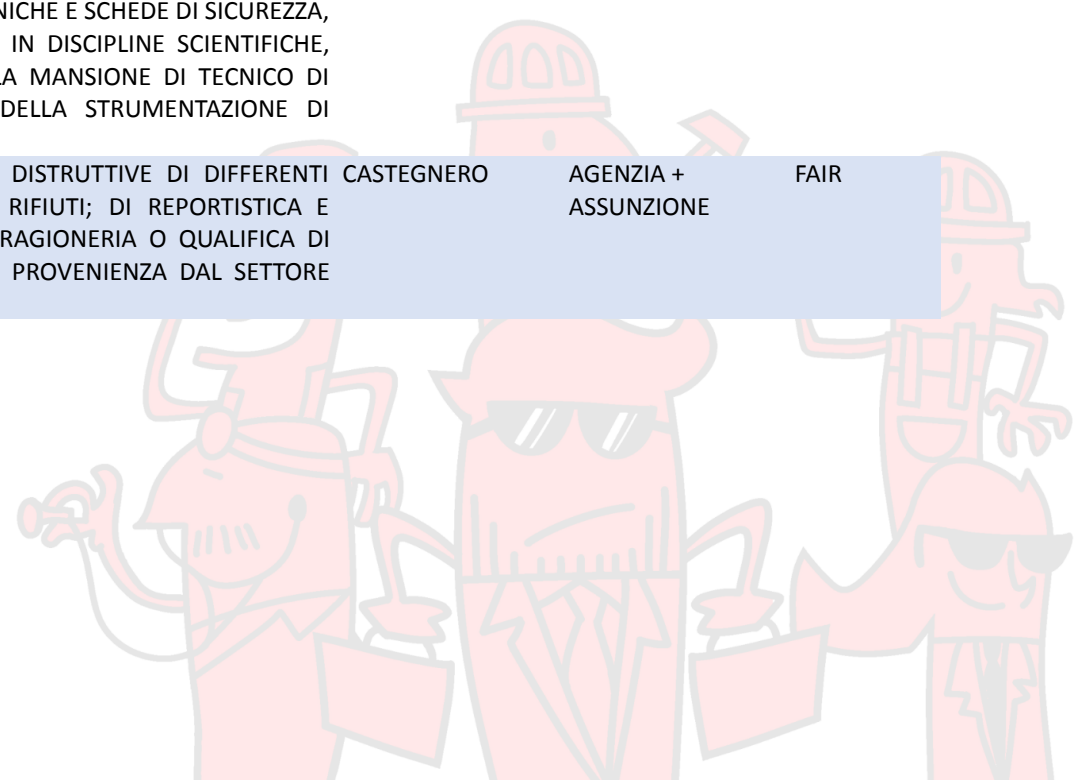 NICHE E SCHEDE DI SICUREZZA,
IN DISCIPLINE SCIENTIFICHE,
LA MANSIONE DI TECNICO DI
DELLA STRUMENTAZIONE DI
DISTRUTTIVE DI DIFFERENTI CASTEGNERO AGENZIA + FAIR
RIFIUTI; DI REPORTISTICA E ASSUNZIONE
RAGIONERIA O QUALIFICA DI
PROVENIENZA DAL SETTORE